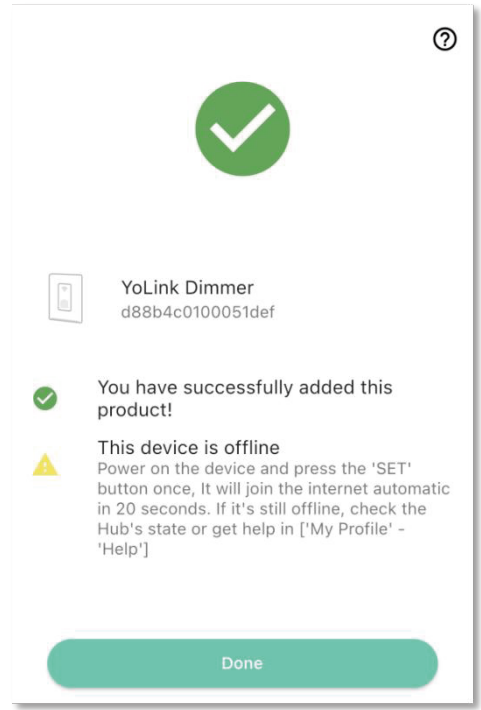 YoLink Dimmer
d88b4c0100051def
You have successfully added this
product!
This device is offline
Power on the device and press the 'SET'
button once, It will join the internet automatic
in 20 seconds. If it's still offline, check the
Hub's state or get help in ['My Profile' -
'Help']
Done